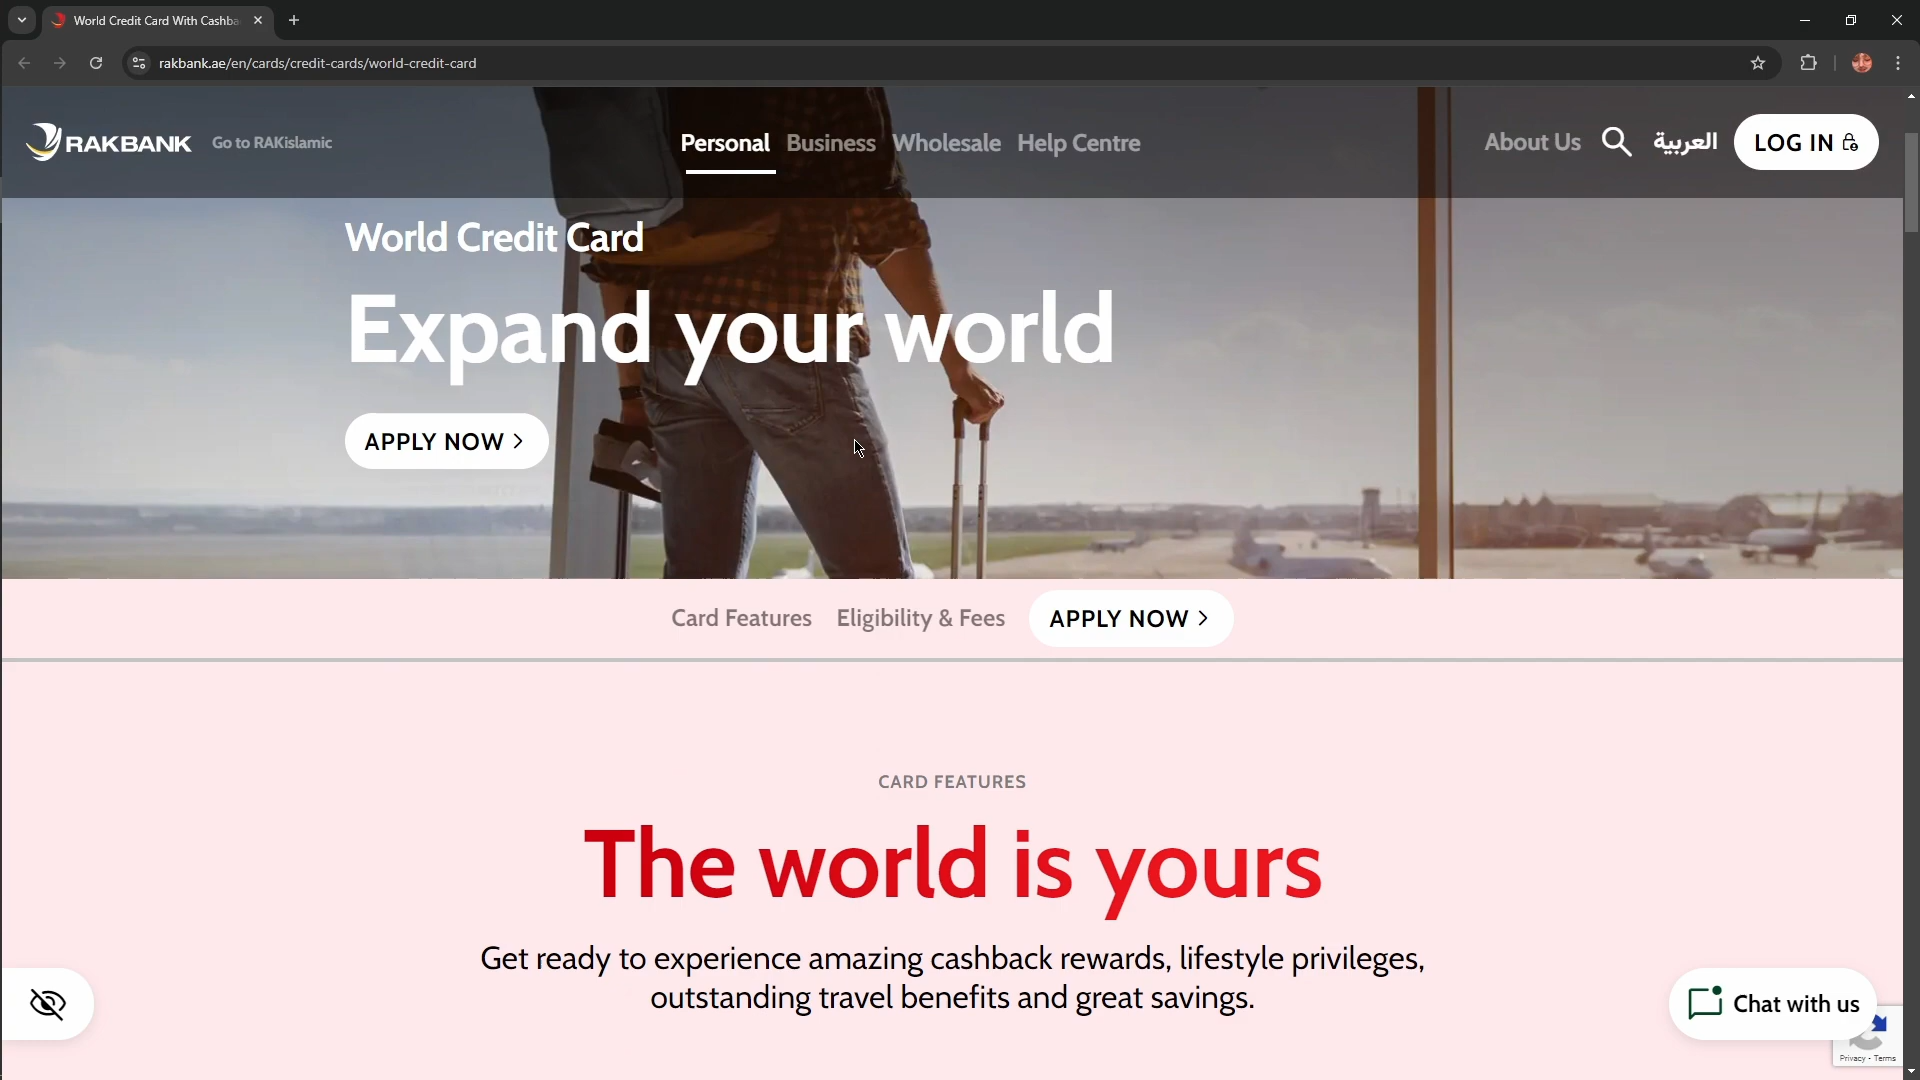 World Credit Card With Cashba
rakbank.ae/en/cards/credit-cards/world-credit-card
RAKBANK
Go to RAKislamic
Personal
Business
Wholesale
Help Centre
About Us
العربية
LOG IN
World Credit Card
Expand your world
APPLY NOW >
Card Features
Eligibility & Fees
APPLY NOW >
CARD FEATURES
The world is yours
Get ready to experience amazing cashback rewards, lifestyle privileges,
outstanding travel benefits and great savings.
Chat with us
Privacy - Terms